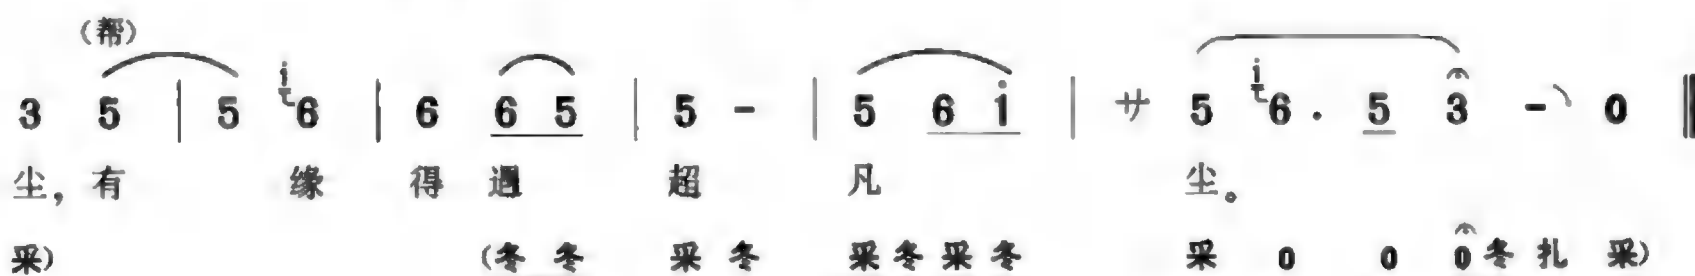 (帮)
3 5 | 5 i 6 | 6 6 5 | 5 - | 5 6 i | サ 5 i 6 . 5 3 - 0 ‖
尘，有 缘 得 遇 超 凡 尘。
采) (冬 冬 采 冬 采 冬 采 冬 采 0 0 0 冬 扎 采)